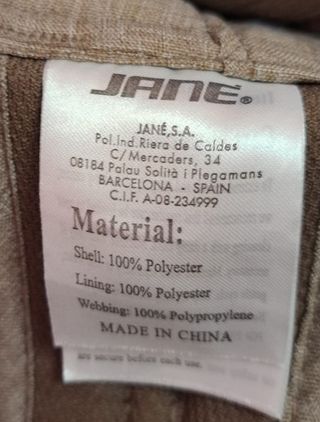 JANÉ®
JANÉ,S.A.
Pol.Ind.Riera de Caldes
C/Mercaders, 34
08184 Palau Solità i Plegamans
BARCELONA - SPAIN
C.I.F. A-08-234999
Material:
Shell: 100% Polyester
Lining: 100% Polyester
Webbing: 100% Polypropylene
MADE IN CHINA
are secure before each use.